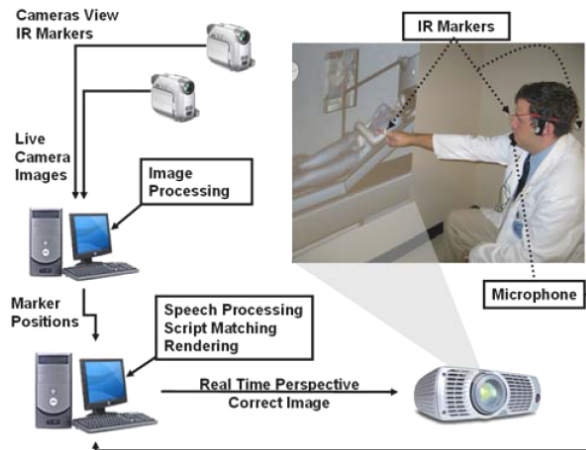 Cameras View
IR Markers
IR Markers
Live
Camera
Images
Image
Processing
Marker
Positions
Speech Processing
Script Matching
Rendering
Microphone
Real Time Perspective
Correct Image